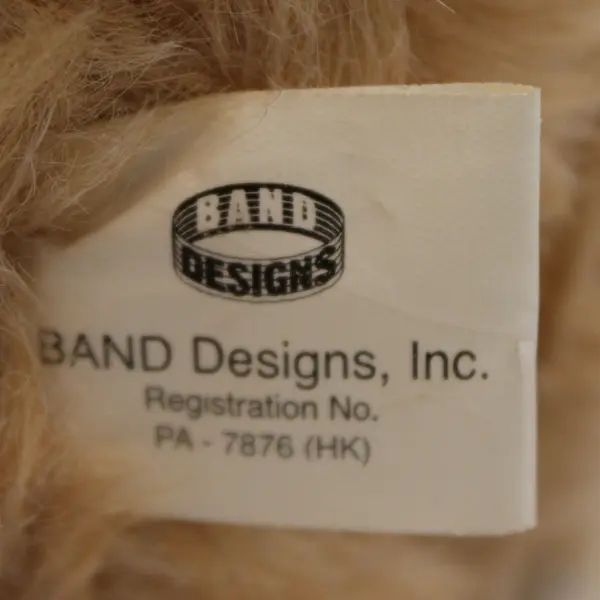 BAND
DESIGNS
BAND Designs, Inc.
Registration No.
PA - 7876 (HK)